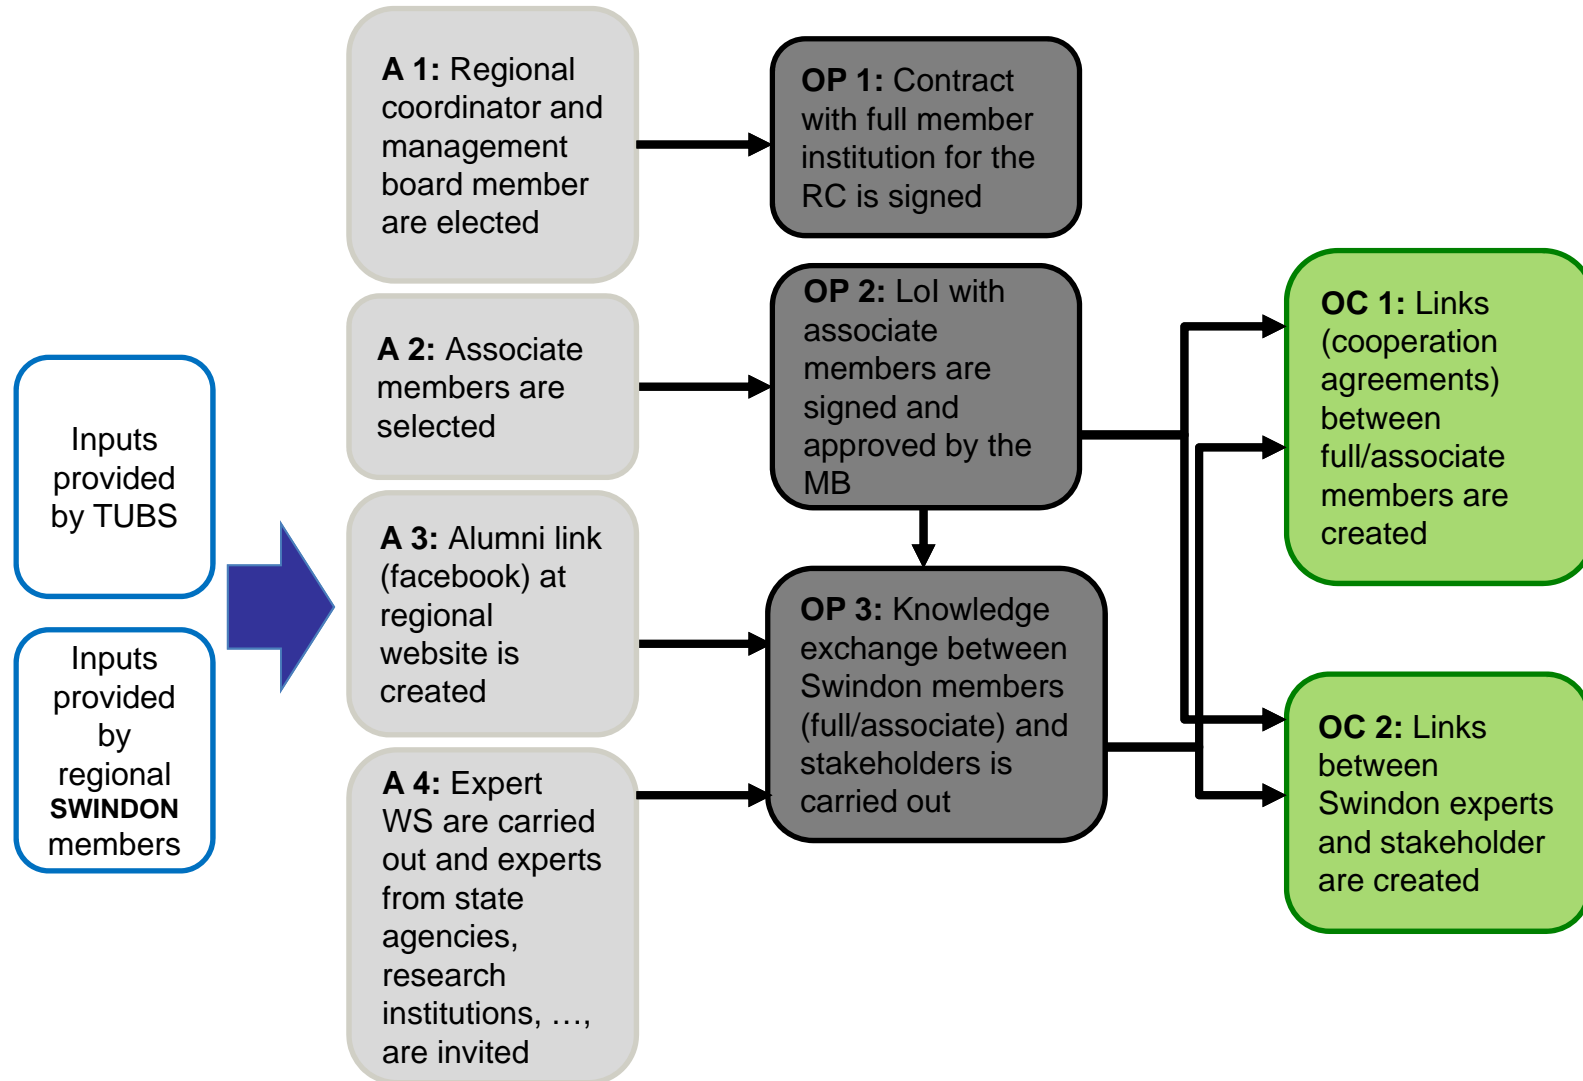 Inputs
provided
by TUBS
Inputs
provided
by
regional
SWINDON
members
A 1: Regional
coordinator and
management
board member
are elected
A 2: Associate
members are
selected
A 3: Alumni link
(facebook) at
regional
website is
created
A 4: Expert
WS are carried
out and experts
from state
agencies,
research
institutions, …,
are invited
OP 1: Contract
with full member
institution for the
RC is signed
OP 2: LoI with
associate
members are
signed and
approved by the
MB
OP 3: Knowledge
exchange between
Swindon members
(full/associate) and
stakeholders is
carried out
OC 1: Links
(cooperation
agreements)
between
full/associate
members are
created
OC 2: Links
between
Swindon experts
and stakeholder
are created